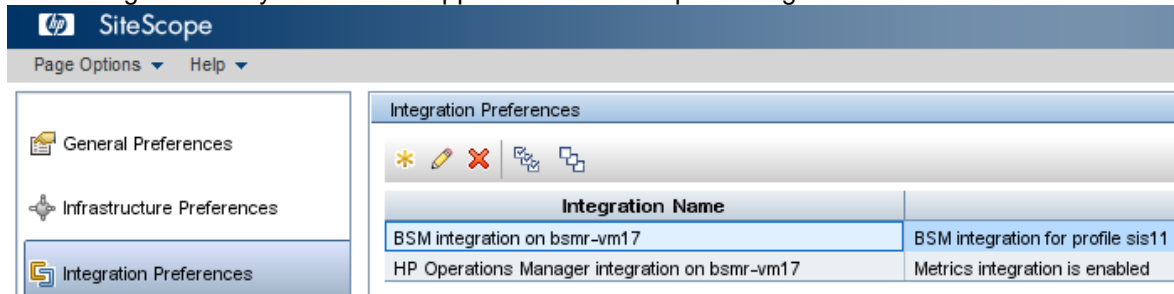 hp SiteScope
Page Options Help
Integration Preferences
General Preferences
Infrastructure Preferences
Integration Name
BSM integration on bsmr-vm17 BSM integration for profile sis11
Integration Preferences
HP Operations Manager integration on bsmr-vm17 Metrics integration is enabled